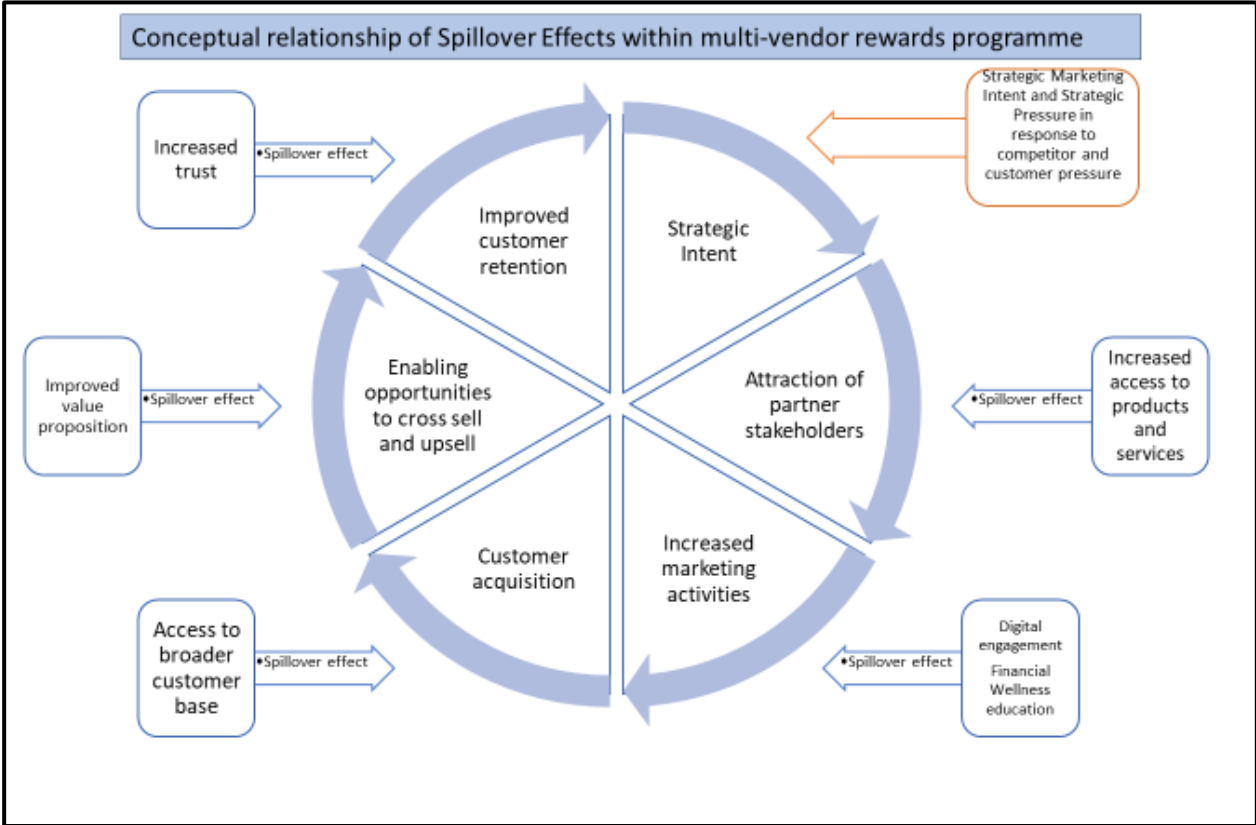 Conceptual relationship of Spillover Effects within multi-vendor rewards programme
Increased
trust
•Spillover effect
Improved
customer
retention
Strategic
Intent
Strategic Marketing
Intent and Strategic
Pressure in
response to
competitor and
customer pressure
Improved
value
proposition
•Spillover effect
Enabling
opportunities
to cross sell
and upsell
Attraction of
partner
stakeholders
•Spillover effect
Increased
access to
products
and
services
Access to
broader
customer
base
•Spillover effect
Customer
acquisition
Increased
marketing
activities
•Spillover effect
Digital
engagement
Financial
Wellness
education